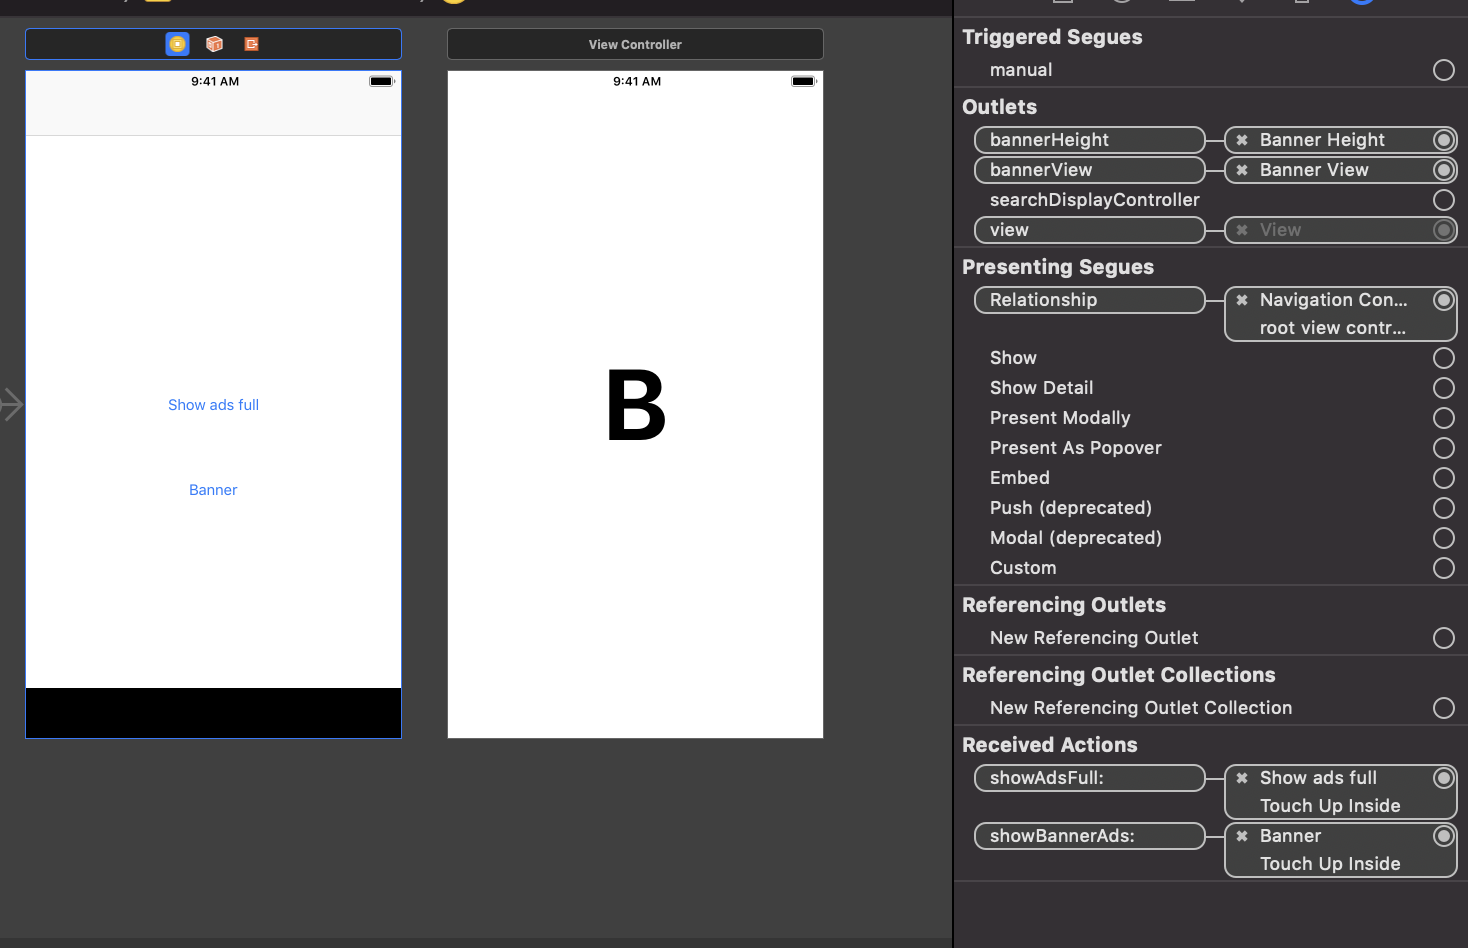 View Controller
9:41 AM
Show ads full
Banner
9:41 AM
B
Triggered Segues
manual
Outlets
bannerHeight
Banner Height
bannerView
Banner View
searchDisplayController
view
View
Presenting Segues
Relationship
Navigation Con...
root view contr...
Show
Show Detail
Present Modally
Present As Popover
Embed
Push (deprecated)
Modal (deprecated)
Custom
Referencing Outlets
New Referencing Outlet
Referencing Outlet Collections
New Referencing Outlet Collection
Received Actions
showAdsFull:
Show ads full
Touch Up Inside
showBannerAds:
Banner
Touch Up Inside